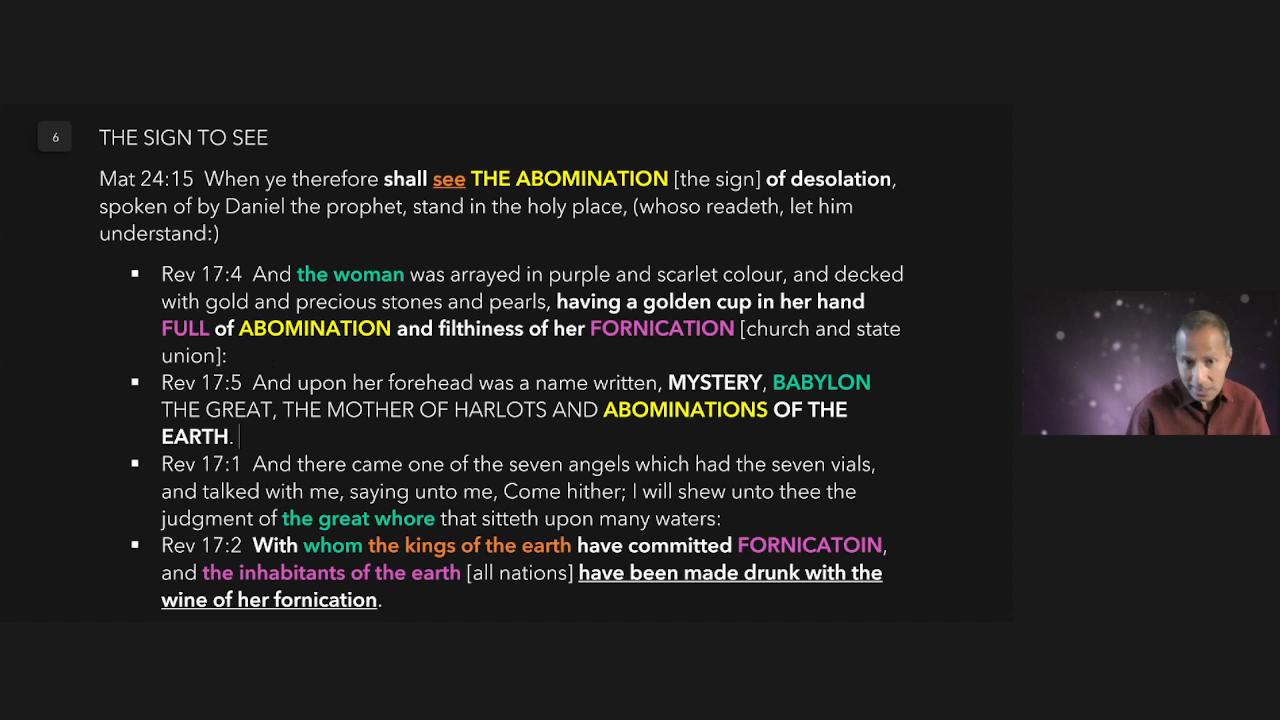 6
THE SIGN TO SEE
Mat 24:15 When ye therefore shall see THE ABOMINATION [the sign] of desolation,
spoken of by Daniel the prophet, stand in the holy place, (whoso readeth, let him
understand:)
▪ Rev 17:4 And the woman was arrayed in purple and scarlet colour, and decked
with gold and precious stones and pearls, having a golden cup in her hand
FULL of ABOMINATION and filthiness of her FORNICATION [church and state
union]:
▪ Rev 17:5 And upon her forehead was a name written, MYSTERY, BABYLON
THE GREAT, THE MOTHER OF HARLOTS AND ABOMINATIONS OF THE
EARTH.
▪ Rev 17:1 And there came one of the seven angels which had the seven vials,
and talked with me, saying unto me, Come hither; I will shew unto thee the
judgment of the great whore that sitteth upon many waters:
▪ Rev 17:2 With whom the kings of the earth have committed FORNICATOIN,
and the inhabitants of the earth [all nations] have been made drunk with the
wine of her fornication.